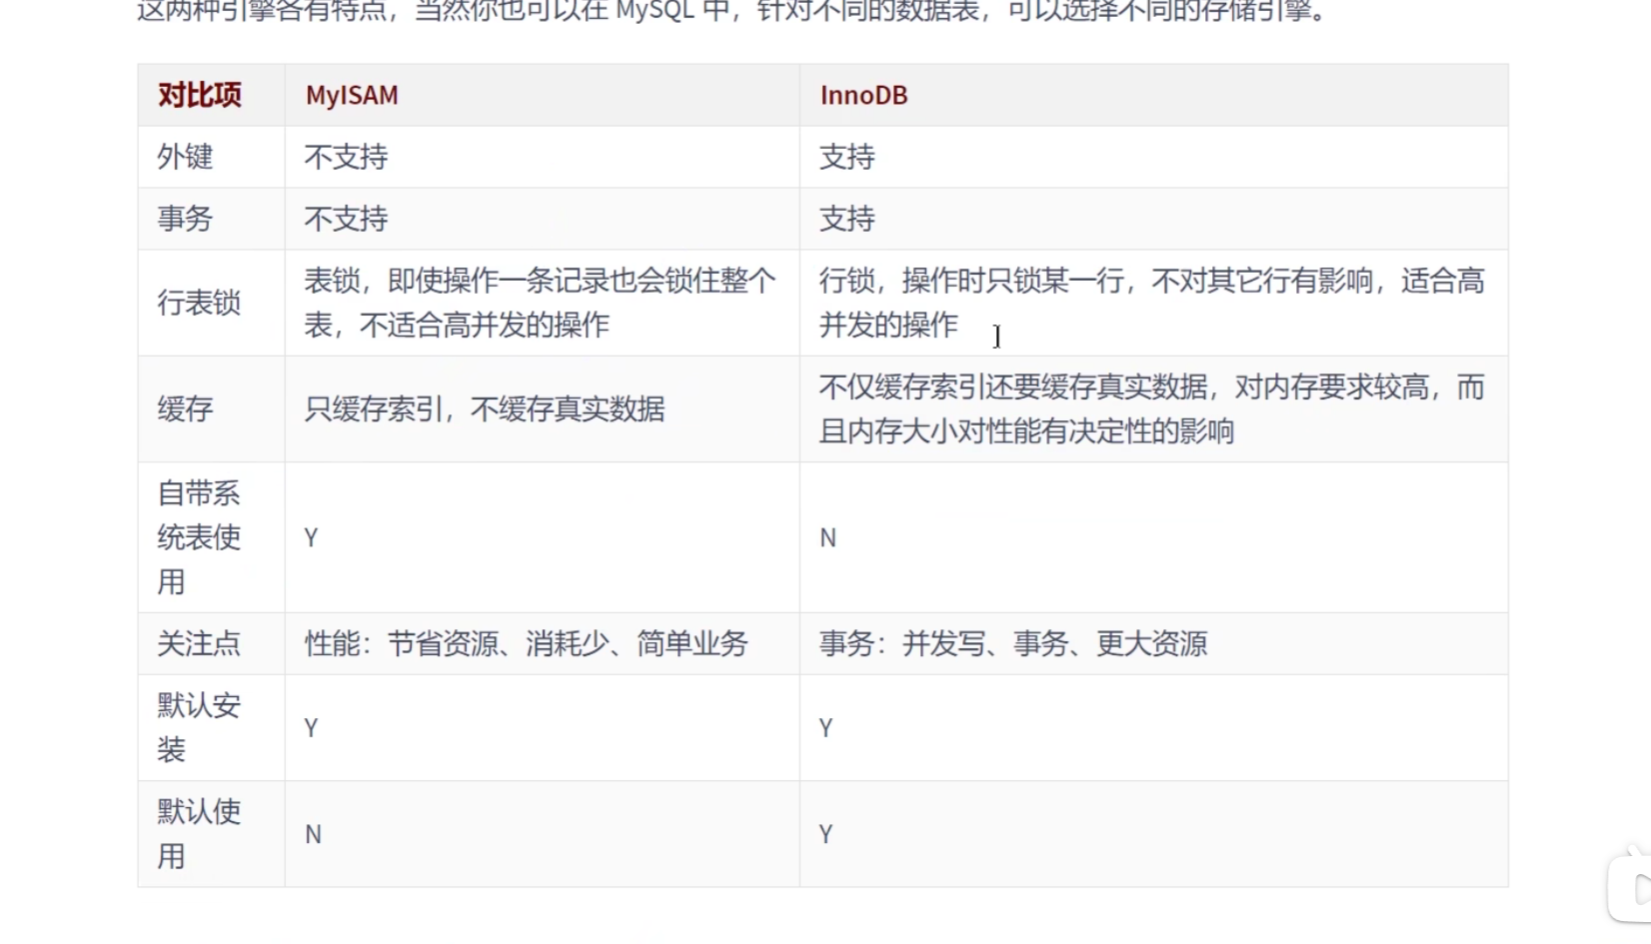 这两种引擎各有特点，当然你也可以在 MySQL 中，针对不同的数据表，可以选择不同的存储引擎。
对比项 MyISAM InnoDB
外键 不支持 支持
事务 不支持 支持
行表锁
表锁，即使操作一条记录也会锁住整个
表，不适合高并发的操作
行锁，操作时只锁某一行，不对其它行有影响，适合高
并发的操作
缓存 只缓存索引，不缓存真实数据
不仅缓存索引还要缓存真实数据，对内存要求较高，而
且内存大小对性能有决定性的影响
自带系
统表使
用
Y N
关注点 性能：节省资源、消耗少、简单业务 事务：并发写、事务、更大资源
默认安
装
Y Y
默认使
用
N Y